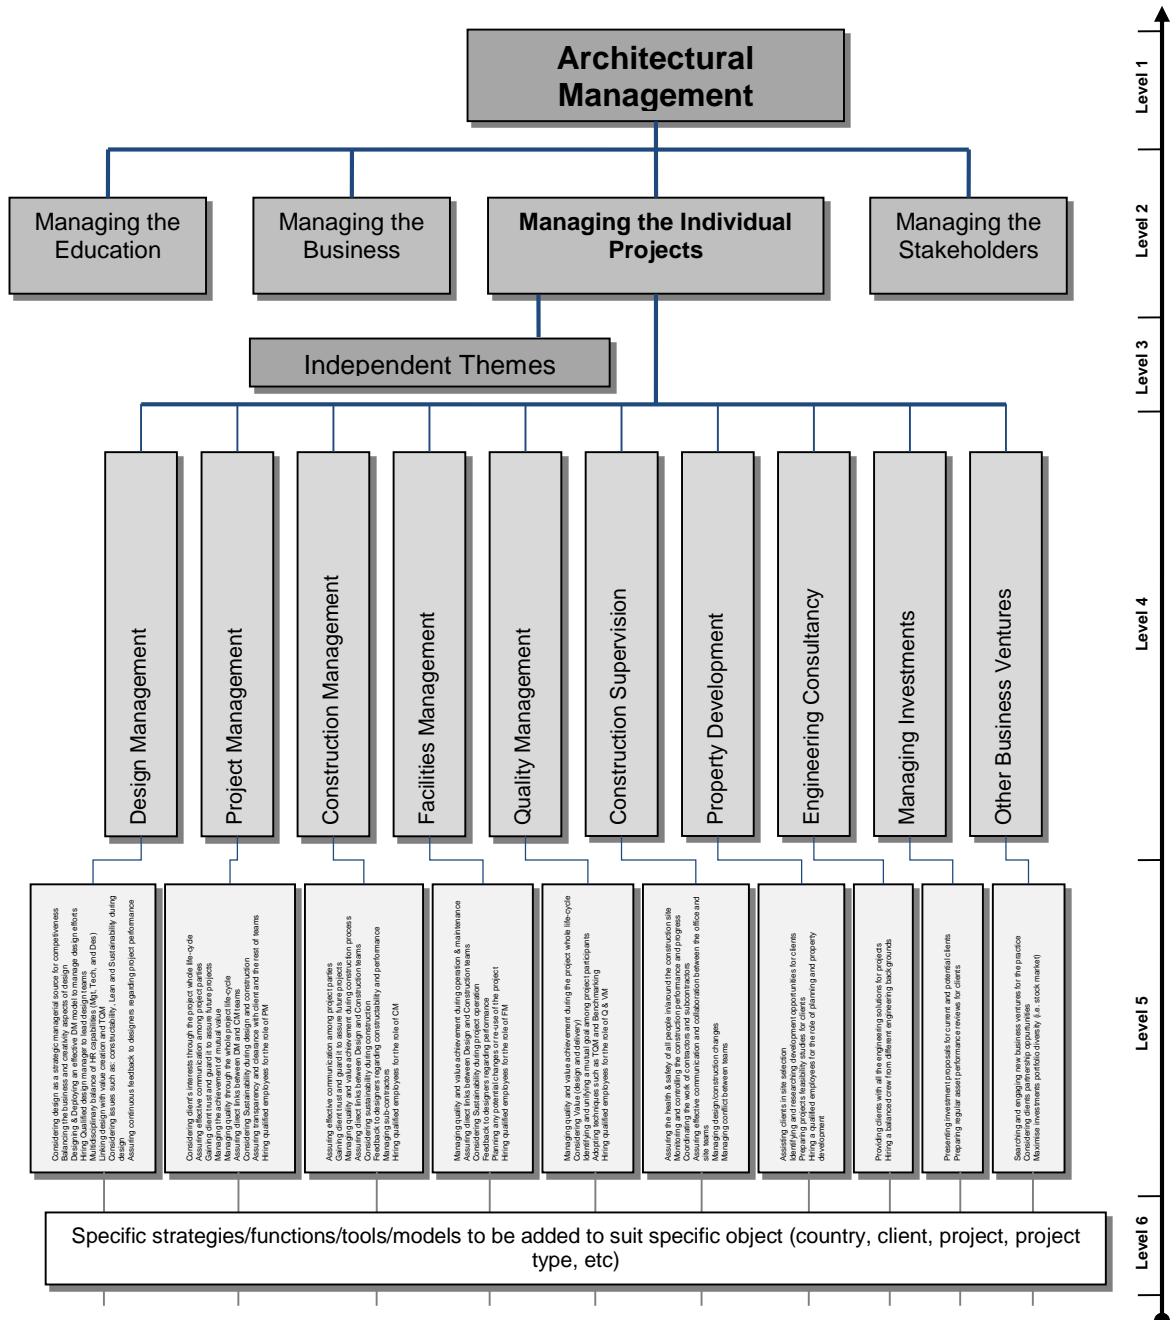 Architectural
Management
Level 1
Managing the
Education
Managing the
Business
Managing the Individual
Projects
Managing the
Stakeholders
Level 2
Independent Themes
Level 3
Design Management
Project Management
Construction Management
Facilities Management
Quality Management
Construction Supervision
Property Development
Engineering Consultancy
Managing Investments
Other Business Ventures
Level 4
Considering design as a strategic managerial source for competiveness
Balancing the business and creativity aspects of design
Designing & Deploying an effective DM model to manage design efforts
Hiring Qualified design manager to lead design teams
Multidisciplinary balance of HR capabilities (Mgt, Tech, and Des)
Linking design with value creation and TQM
Considering issues such as: constructability, Lean and Sustainability during
design
Assuring continuous feedback to designers regarding project performance
Considering client's interests through the project whole life-cycle
Assuring effective communication among project parties
Gaining client trust and guard it to assure future projects
Managing the achievement of mutual value
Managing quality through the whole project life-cycle
Assuring direct links between DM and CM teams
Considering Sustainability during design and construction
Assuring transparency and clearance with client and the rest of teams
Hiring qualified employees for the role of PM
Assuring effective communication among project parties
Gaining client trust and guard it to assure future projects
Managing quality and value achievement during construction process
Assuring direct links between Design and Construction teams
Considering sustainability during construction
Feedback to designers regarding constructability and performance
Managing sub-contractors
Hiring qualified employees for the role of CM
Managing quality and value achievement during operation & maintenance
Assuring direct links between Design and Construction teams
Considering Sustainability during project operation
Feedback to designers regarding performance
Planning any potential changes or re-use of the project
Hiring qualified employees for the role of FM
Managing quality and value achievement during the project whole life-cycle
Considering Value (design and delivery)
Identifying and unifying a mutual goal among project participants
Adopting techniques such as TQM and Benchmarking
Hiring qualified employees for the role of Q & VM
Assuring the health & safety of all people in/around the construction site
Monitoring and controlling the construction performance and progress
Coordinating the work of contractors and subcontractors
Assuring effective communication and collaboration between the office and
site teams
Managing design/construction changes
Managing conflict between teams
Assisting clients in site selection
Identifying and researching development opportunities for clients
Preparing projects feasibility studies for clients
Hiring a qualified employees for the role of planning and property
development
Providing clients with all the engineering solutions for projects
Hiring a balanced crew from different engineering backgrounds
Presenting investment proposals for current and potential clients
Preparing regular asset performance reviews for clients
Searching and engaging new business ventures for the practice
Considering clients partnership opportunities
Maximise investments portfolio diversity (i.e. stock market)
Level 5
Specific strategies/functions/tools/models to be added to suit specific object (country, client, project, project
type, etc)
Level 6